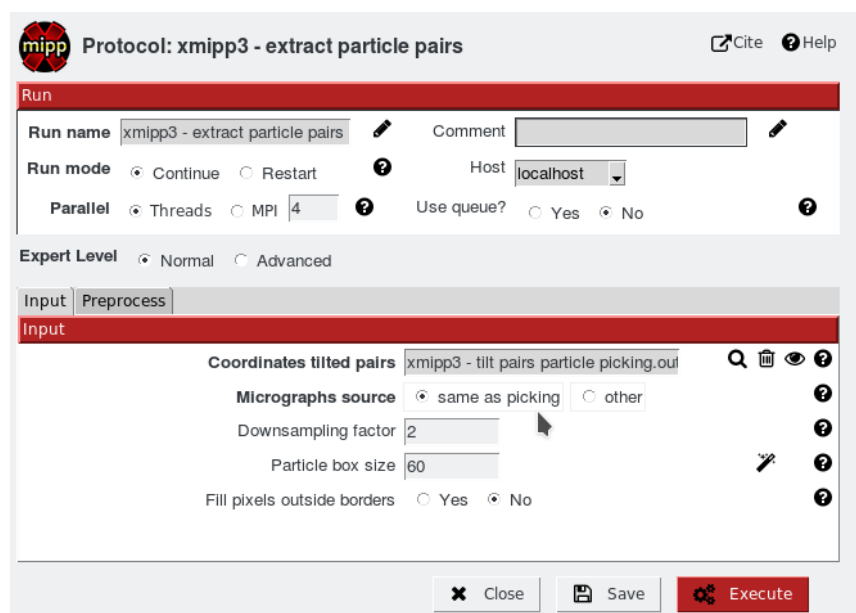 mipp Protocol: xmipp3 - extract particle pairs Cite Help
Run
Run name xmipp3 - extract particle pairs Comment
Run mode Continue Restart Host localhost
Parallel Threads MPI 4 Use queue? Yes No
Expert Level Normal Advanced
Input Preprocess
Input
Coordinates tilted pairs xmipp3 - tilt pairs particle picking.out
Micrographs source same as picking other
Downsampling factor 2
Particle box size 60
Fill pixels outside borders Yes No
Close Save Execute